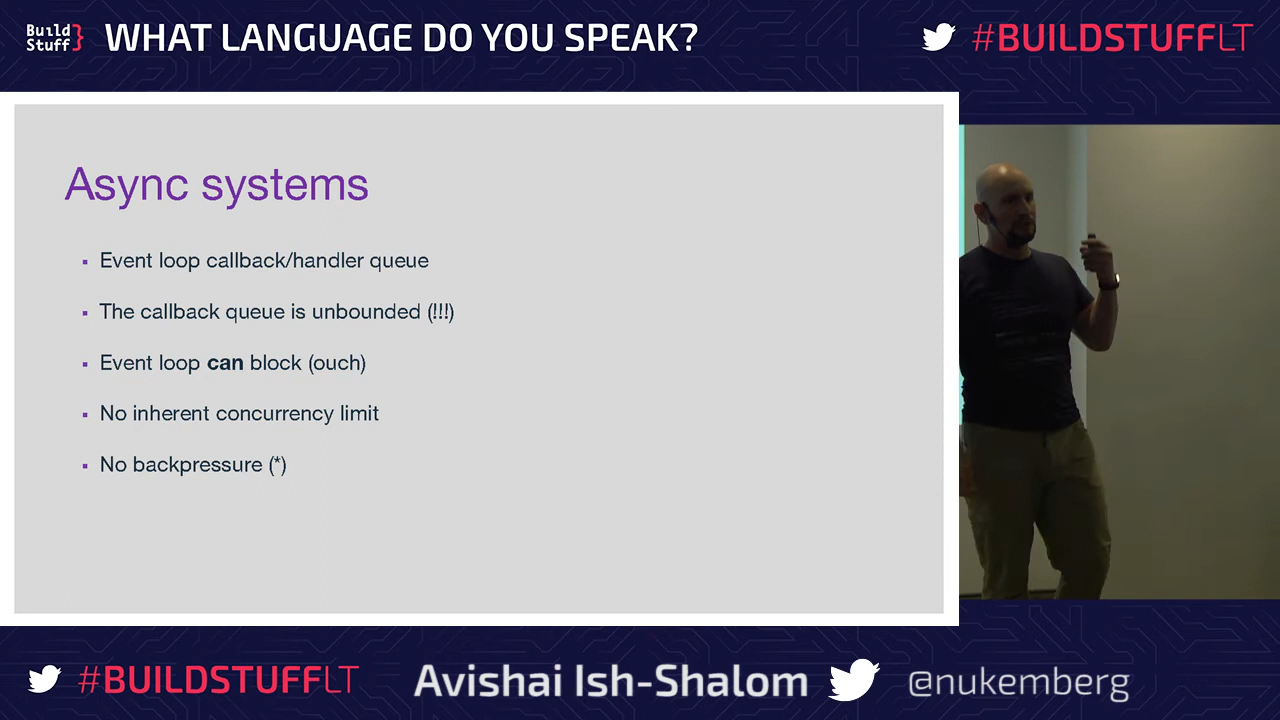 Build
Stuff}
WHAT LANGUAGE DO YOU SPEAK?
#BUILDSTUFFLT
Async systems
▪ Event loop callback/handler queue
▪ The callback queue is unbounded (!!!)
▪ Event loop can block (ouch)
▪ No inherent concurrency limit
▪ No backpressure (*)
#BUILDSTUFFLT
Avishai Ish-Shalom
@nukemberg